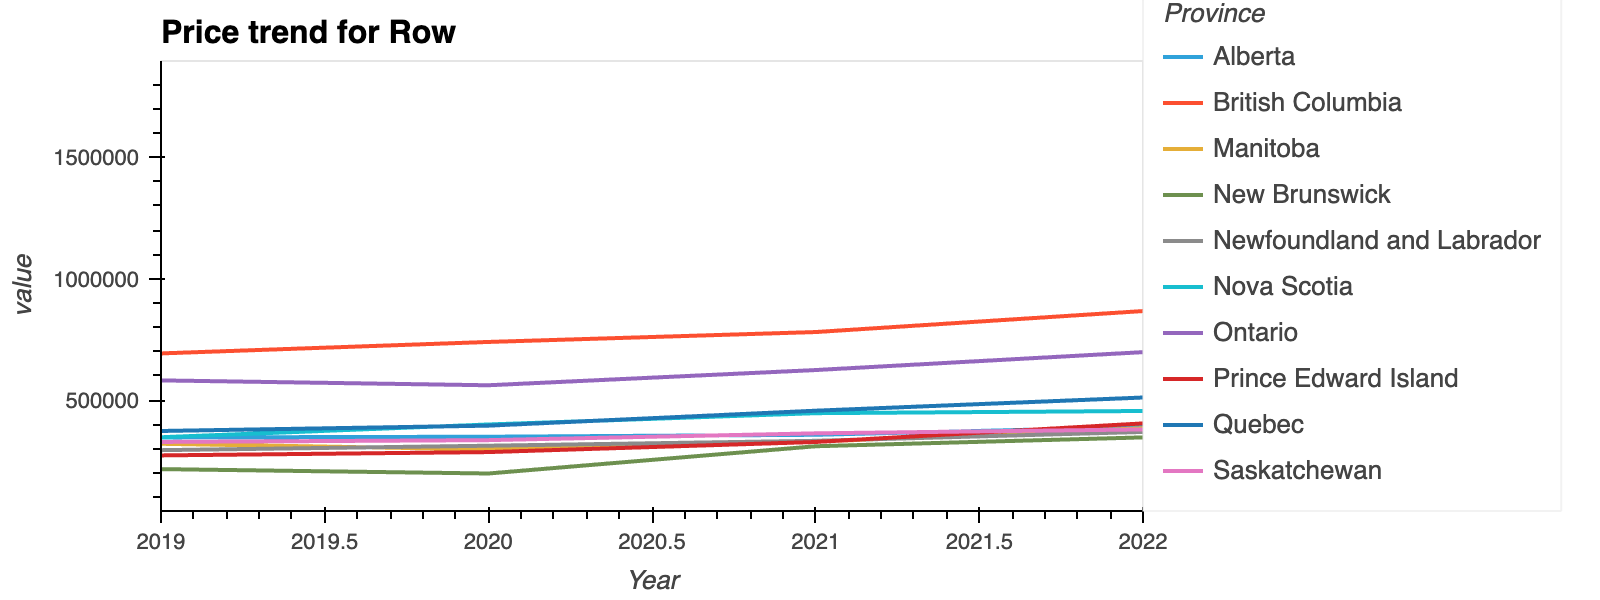 Price trend for Row
Province
Alberta
British Columbia
Manitoba
New Brunswick
Newfoundland and Labrador
Nova Scotia
Ontario
Prince Edward Island
Quebec
Saskatchewan
value
1500000
1000000
500000
2019
2019.5
2020
2020.5
2021
2021.5
2022
Year